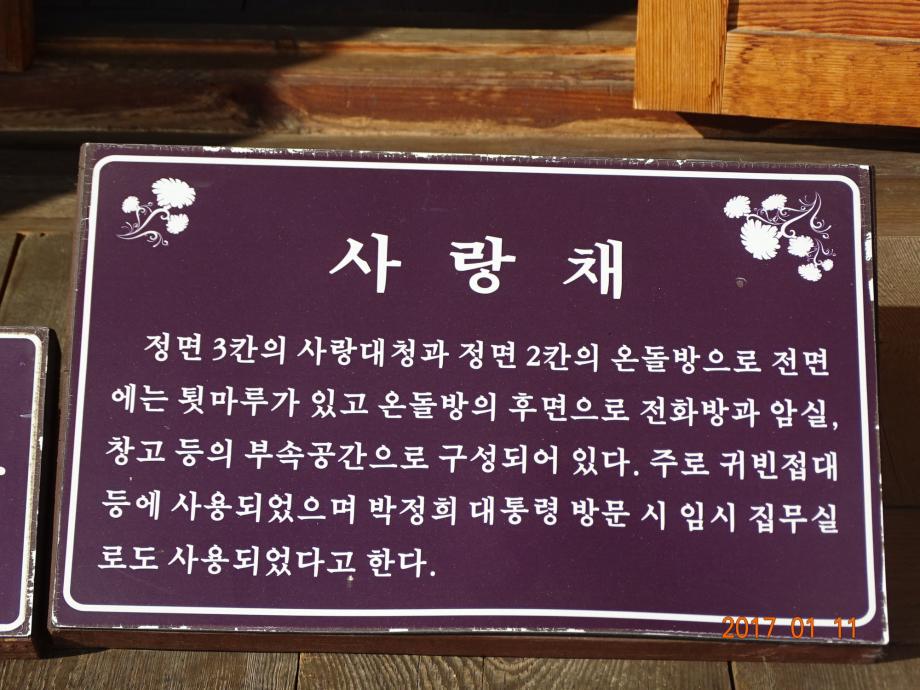 사랑채
정면 3칸의 사랑대청과 정면 2칸의 온돌방으로 전면
에는 툇마루가 있고 온돌방의 후면으로 전화방과 암실,
창고 등의 부속공간으로 구성되어 있다. 주로 귀빈접대
등에 사용되었으며 박정희 대통령 방문 시 임시 집무실
로도 사용되었다고 한다.
2017 01 11